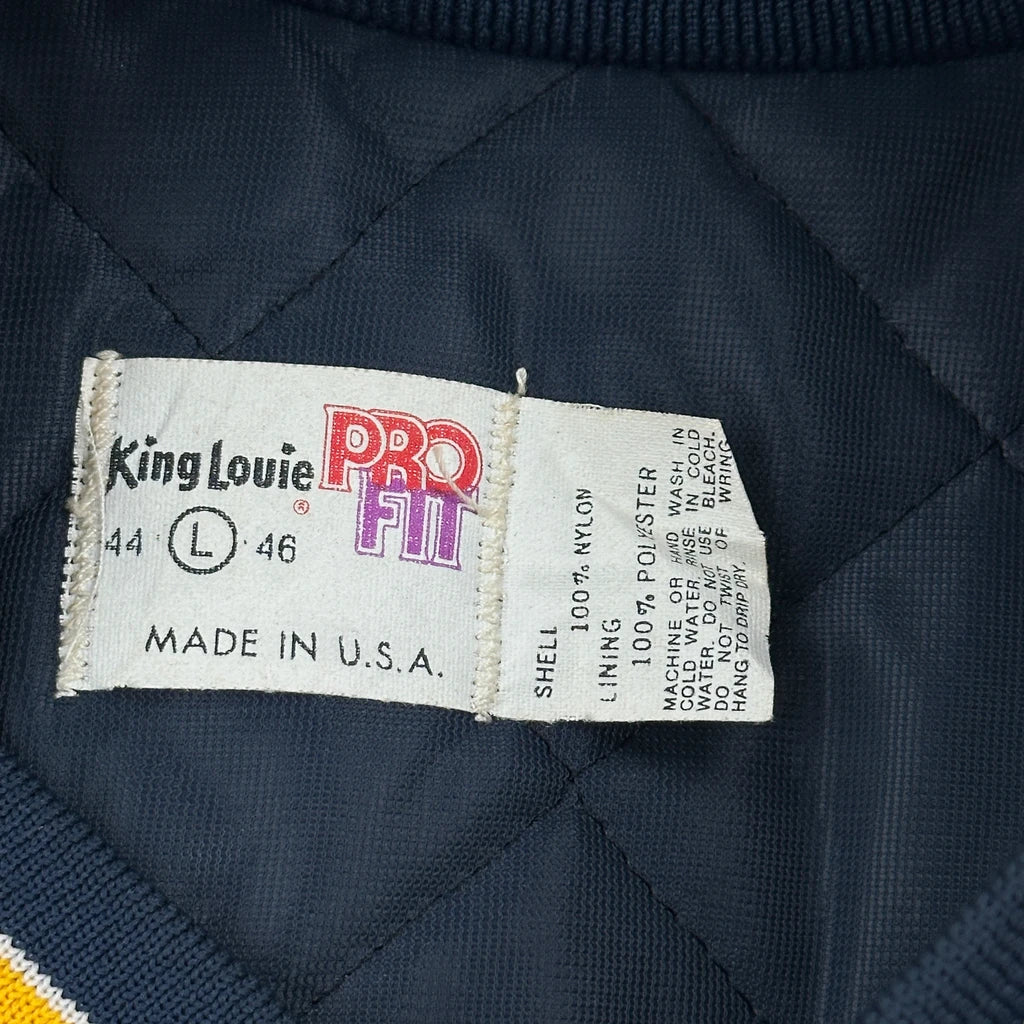 King Louie ®
PRO
FIT
44 L 46
MADE IN U.S.A.
SHELL
100% NYLON
LINING
100% POLYESTER
MACHINE OR HAND WASH IN
COLD WATER. RINSE IN COLD
WATER. DO NOT USE BLEACH.
DO NOT TWIST OR WRING
HANG TO DRIP DRY.